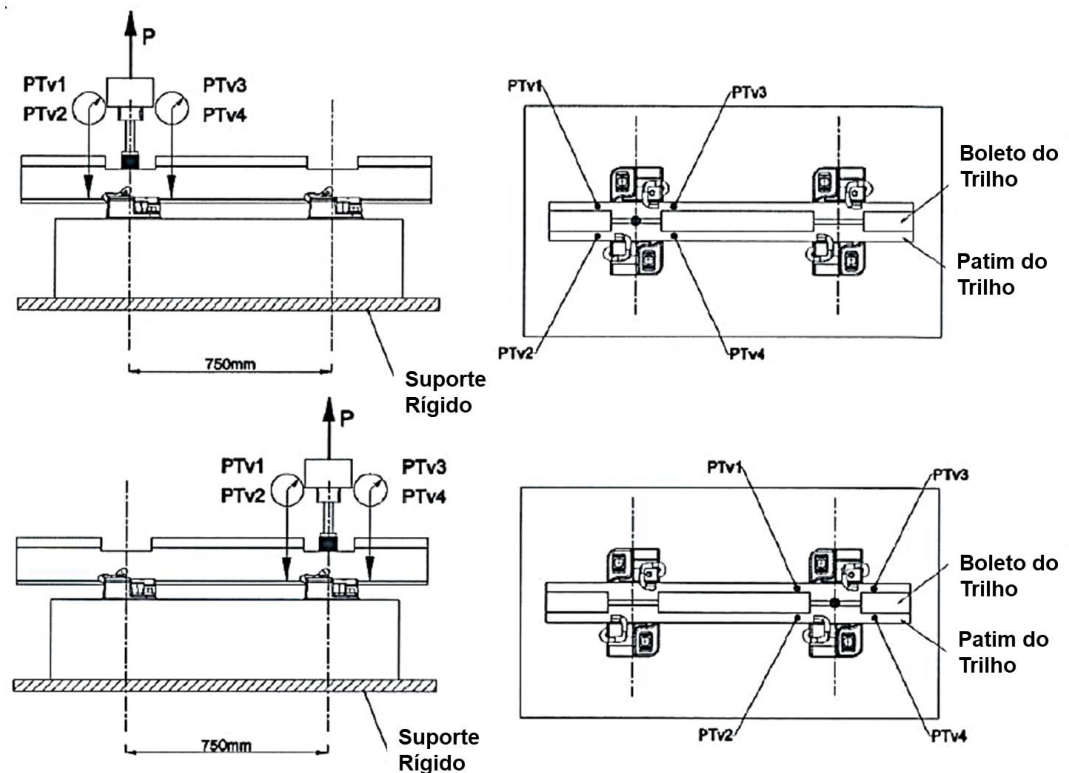 P
PTv1
PTv2
PTv3
PTv4
750mm
Suporte
Rígido
PTv1
PTv3
Boleto do
Trilho
Patim do
Trilho
PTv2
PTv4
P
PTv1
PTv2
PTv3
PTv4
750mm
Suporte
Rígido
PTv1
PTv3
Boleto do
Trilho
Patim do
Trilho
PTv2
PTv4